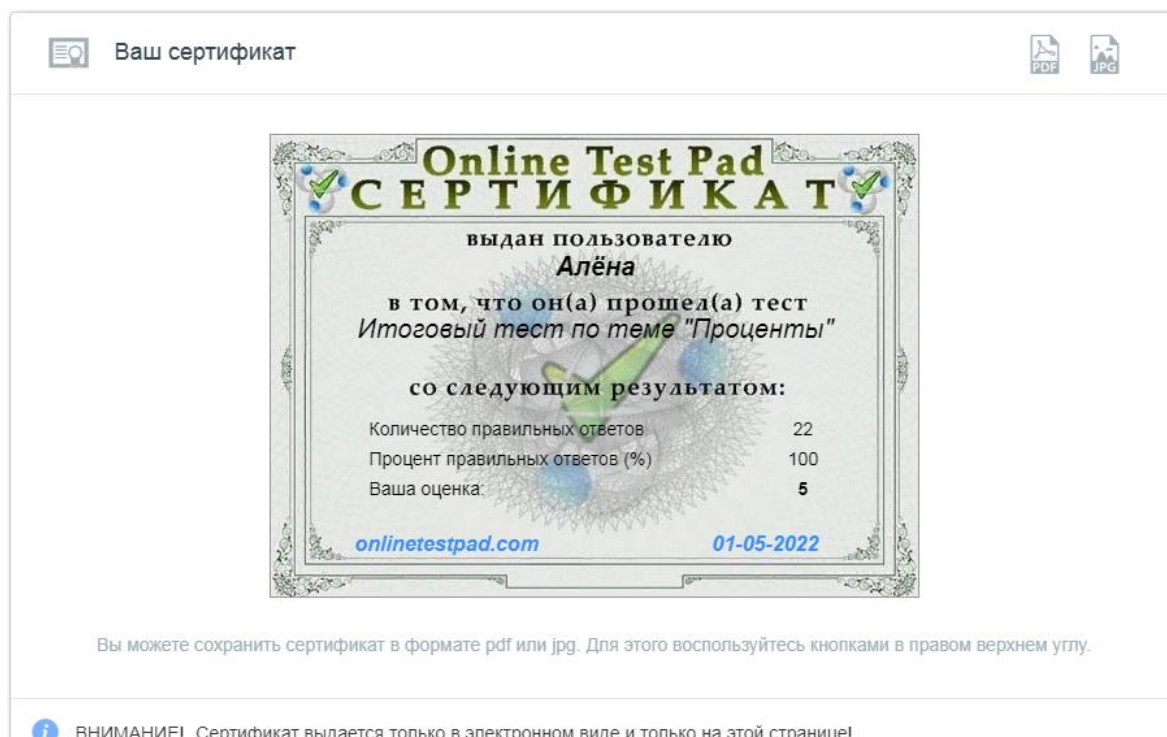 Ваш сертификат
PDF
JPG
Online Test Pad
СЕРТИФИКАТ
выдан пользователю
Алёна
в том, что он(а) прошел(а) тест
Итоговый тест по теме "Проценты"
со следующим результатом:
Количество правильных ответов 22
Процент правильных ответов (%) 100
Ваша оценка: 5
onlinetestpad.com 01-05-2022
Вы можете сохранить сертификат в формате pdf или jpg. Для этого воспользуйтесь кнопками в правом верхнем углу.
ВНИМАНИЕ! Сертификат выдается только в электронном виде и только на этой странице!